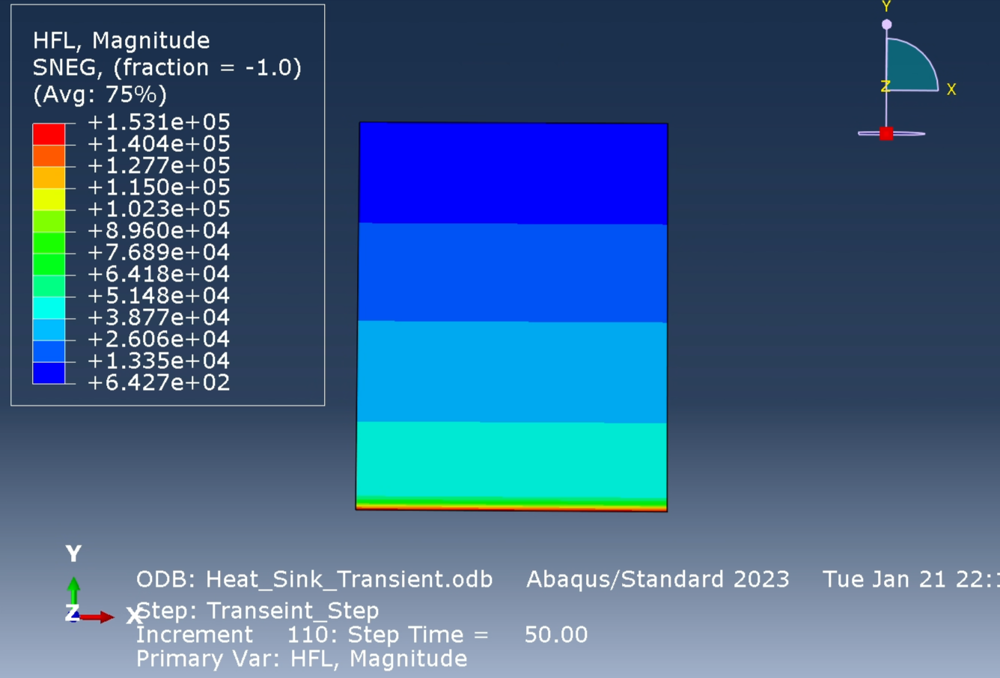 HFL, Magnitude
SNEG, (fraction = -1.0)
(Avg: 75%)
+1.531e+05
+1.404e+05
+1.277e+05
+1.150e+05
+1.023e+05
+8.960e+04
+7.689e+04
+6.418e+04
+5.148e+04
+3.877e+04
+2.606e+04
+1.335e+04
+6.427e+02
Y
Z
X
Y
Z X
ODB: Heat_Sink_Transient.odb Abaqus/Standard 2023 Tue Jan 21
Step: Transeint_Step
Increment 110: Step Time = 50.00
Primary Var: HFL, Magnitude